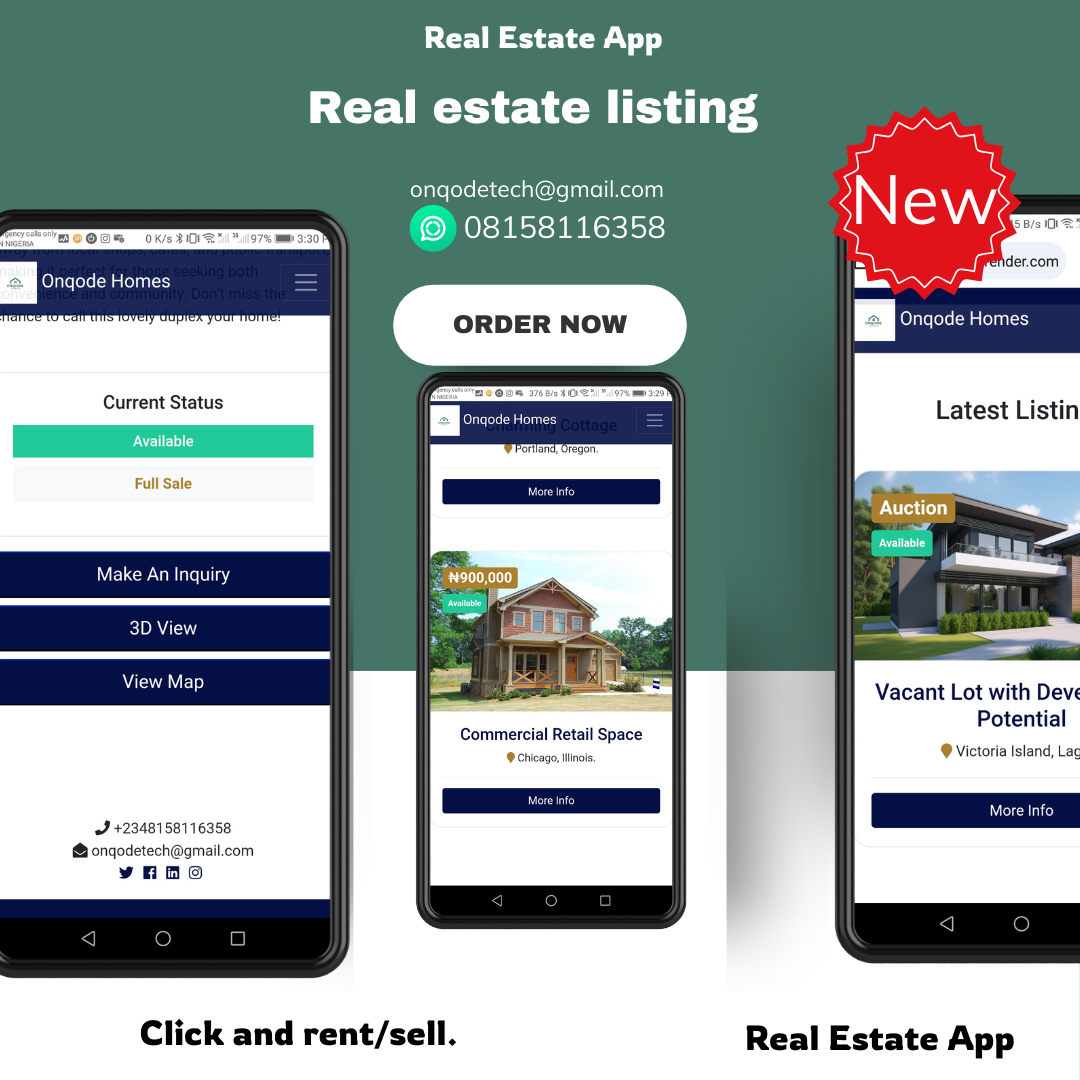 Real Estate App
Real estate listing
onqodetech@gmail.com
08158116358
New
ORDER NOW
gency calls only
N NIGERIA
0 K/s
97%
3:30 P
away from local shops, cafes, and public transport,
making it perfect for those seeking both
Onqode Homes
convenience and community. Don't miss the
chance to call this lovely duplex your home!
Current Status
Available
Full Sale
Make An Inquiry
3D View
View Map
+2348158116358
onqodetech@gmail.com
gency calls only
N NIGERIA
376 B/s
97%
3:29 P
Onqode Homes
Charming Cottage
Portland, Oregon.
More Info
₦900,000
Available
Commercial Retail Space
Chicago, Illinois.
More Info
5 B/s
render.com
Onqode Homes
Latest Listin
Auction
Available
Vacant Lot with Deve
Potential
Victoria Island, Lag
More Info
Click and rent/sell.
Real Estate App